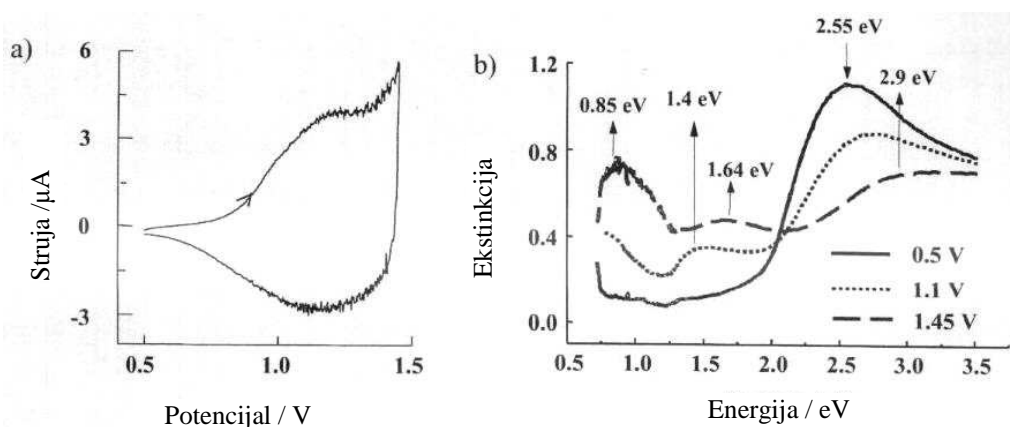 a)
6
3
0
-3
Struja /µA
0.5 1.0 1.5
Potencijal / V
b)
2.55 eV
2.9 eV
0.85 eV
1.4 eV
1.64 eV
1.2
0.8
0.4
0.0
Ekstinkcija
0.5 V
1.1 V
1.45 V
0.5 1.0 1.5 2.0 2.5 3.0 3.5
Energija / eV